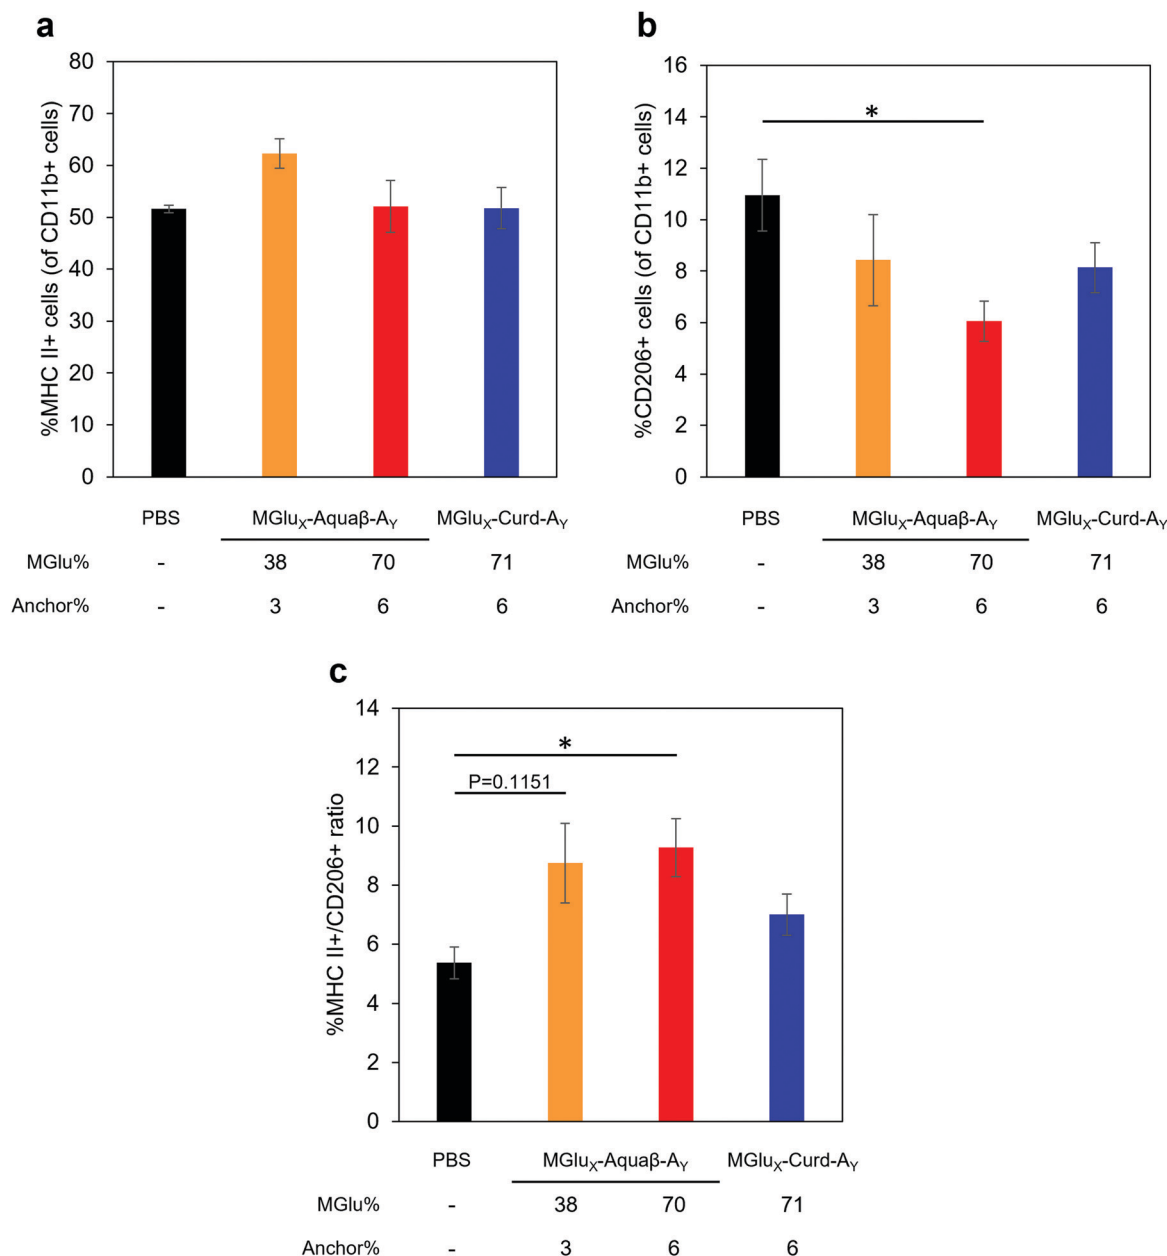 a
%MHC II+ cells (of CD11b+ cells)
80
70
60
50
40
30
20
10
0
PBS MGluX-Aquaβ-AY MGluX-Curd-AY
MGlu% - 38 70 71
Anchor% - 3 6 6
b
%CD206+ cells (of CD11b+ cells)
16
14
12
10
8
6
4
2
0
*
PBS MGluX-Aquaβ-AY MGluX-Curd-AY
MGlu% - 38 70 71
Anchor% - 3 6 6
c
%MHC II+/CD206+ ratio
14
12
10
8
6
4
2
0
*
P=0.1151
PBS MGluX-Aquaβ-AY MGluX-Curd-AY
MGlu% - 38 70 71
Anchor% - 3 6 6